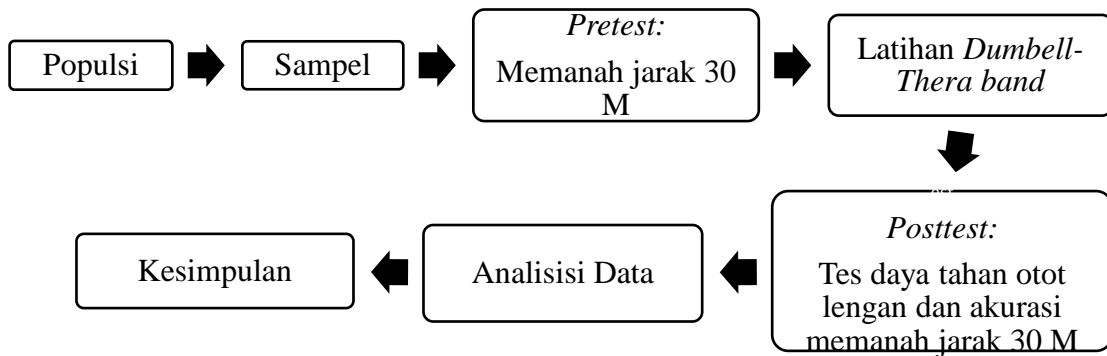 Populsi
Sampel
Pretest:
Memanah jarak 30
M
Latihan Dumbell-
Thera band
Posttest:
Tes daya tahan otot
lengan dan akurasi
memanah jarak 30 M
Analisisi Data
Kesimpulan